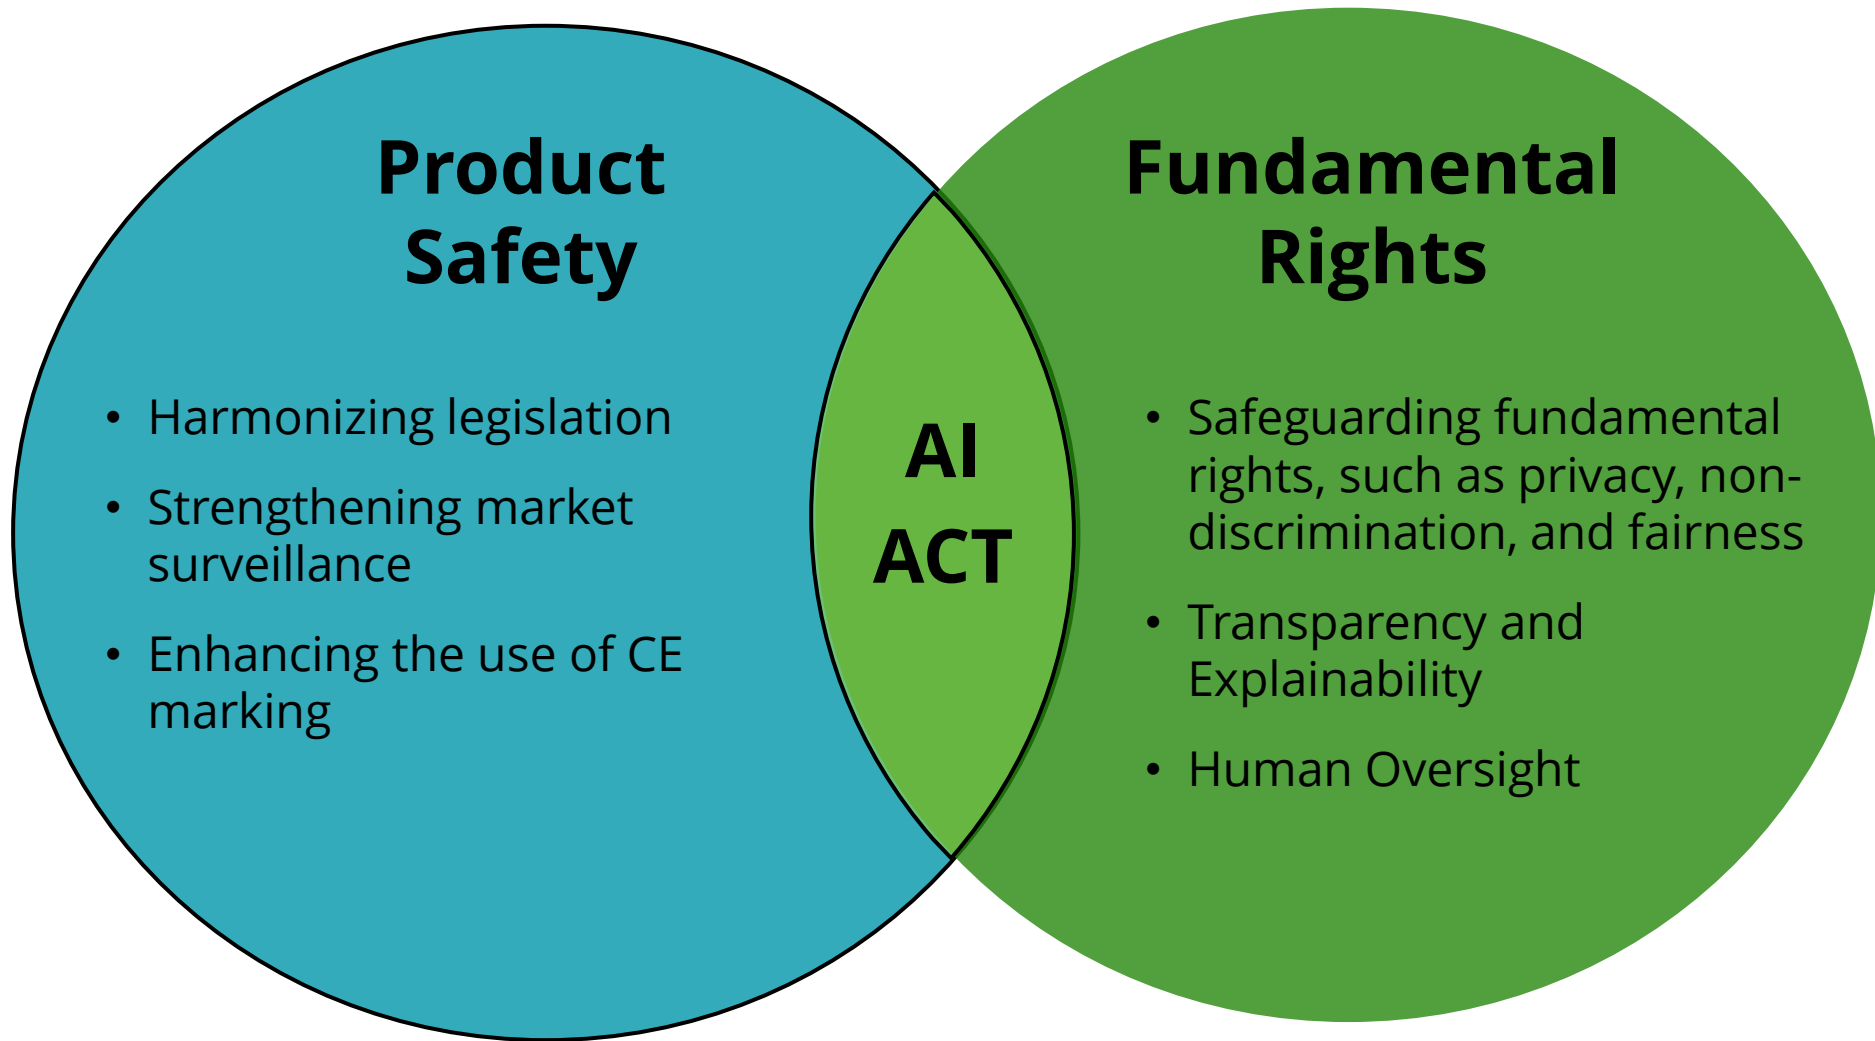 Product
Safety
• Harmonizing legislation
• Strengthening market
surveillance
• Enhancing the use of CE
marking
AI
ACT
Fundamental
Rights
• Safeguarding fundamental
rights, such as privacy, non-
discrimination, and fairness
• Transparency and
Explainability
• Human Oversight